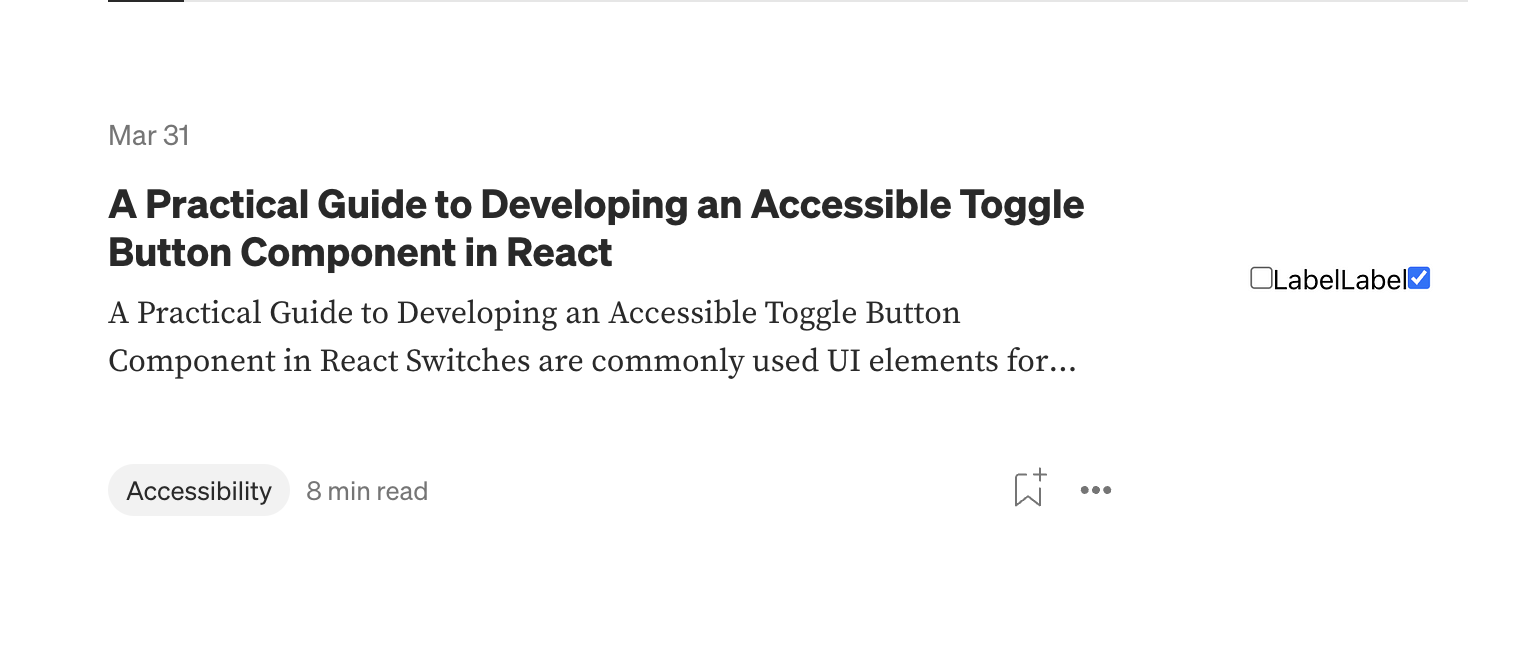 Mar 31
A Practical Guide to Developing an Accessible Toggle
Button Component in React
LabelLabel
A Practical Guide to Developing an Accessible Toggle Button
Component in React Switches are commonly used UI elements for...
Accessibility
8 min read